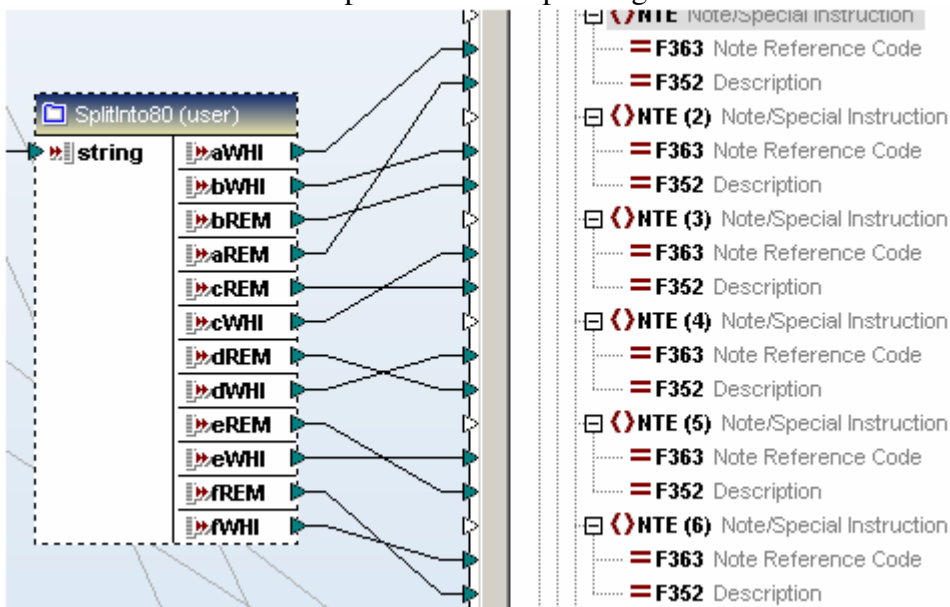 NTE Note/Special Instruction
F363 Note Reference Code
F352 Description
SplitInto80 (user)
string
aWHI
bWHI
bREM
aREM
cREM
cWHI
dREM
dWHI
eREM
eWHI
fREM
fWHI
NTE (2) Note/Special Instruction
F363 Note Reference Code
F352 Description
NTE (3) Note/Special Instruction
F363 Note Reference Code
F352 Description
NTE (4) Note/Special Instruction
F363 Note Reference Code
F352 Description
NTE (5) Note/Special Instruction
F363 Note Reference Code
F352 Description
NTE (6) Note/Special Instruction
F363 Note Reference Code
F352 Description